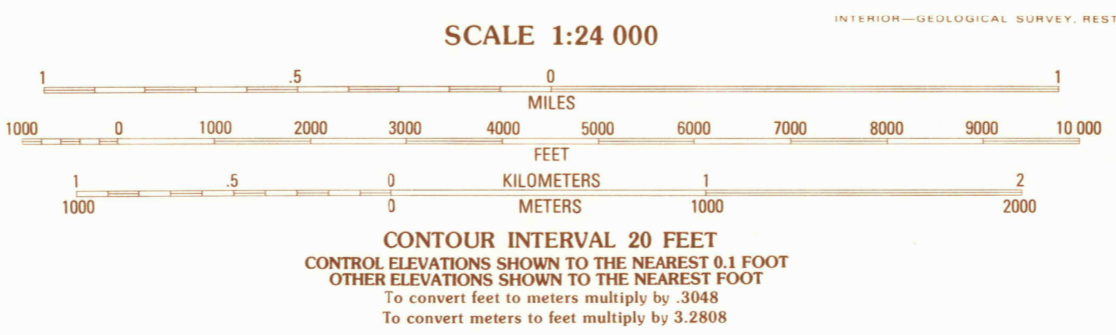 INTERIOR—GEOLOGICAL SURVEY, REST
SCALE 1:24 000
1 .5 0 1
MILES
1000 0 1000 2000 3000 4000 5000 6000 7000 8000 9000 10 000
FEET
1 .5 0 KILOMETERS 1 2
1000 0 METERS 1000 2000
CONTOUR INTERVAL 20 FEET
CONTROL ELEVATIONS SHOWN TO THE NEAREST 0.1 FOOT
OTHER ELEVATIONS SHOWN TO THE NEAREST FOOT
To convert feet to meters multiply by .3048
To convert meters to feet multiply by 3.2808